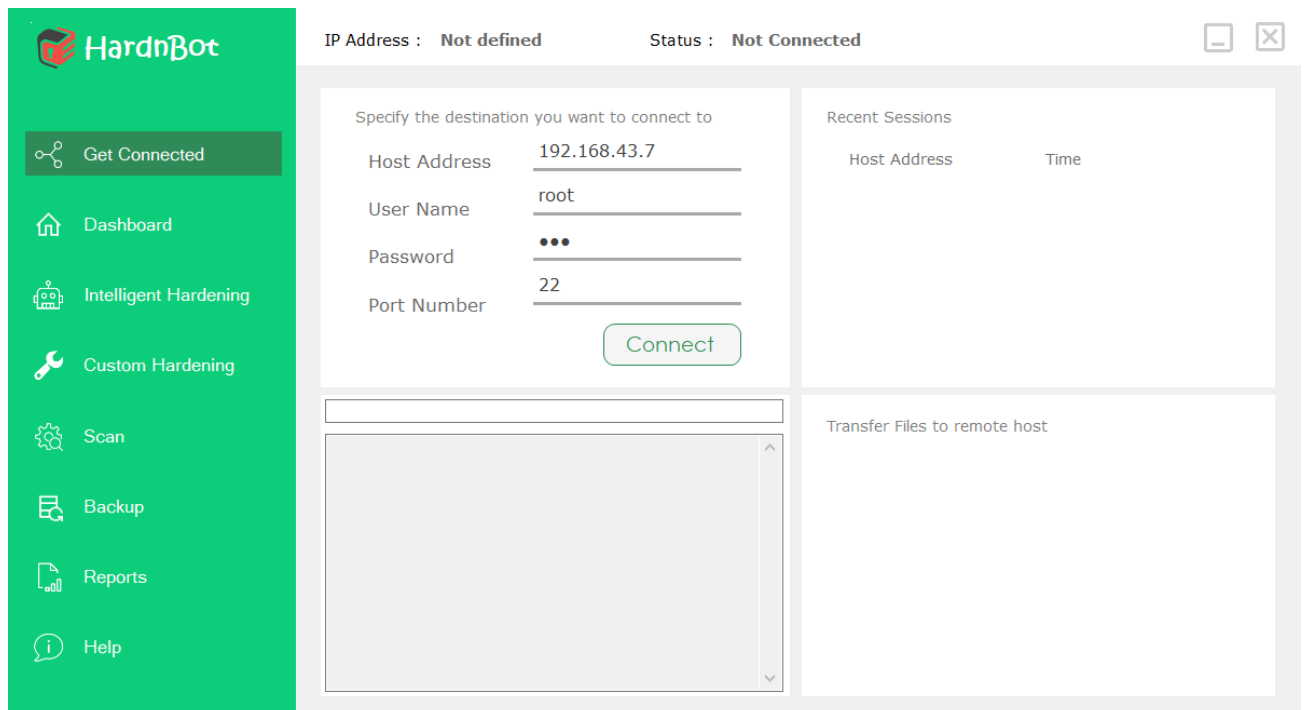 HardnBot
IP Address : Not defined
Status : Not Connected
Get Connected
Dashboard
Intelligent Hardening
Custom Hardening
Scan
Backup
Reports
Help
Specify the destination you want to connect to
Host Address 192.168.43.7
User Name root
Password •••
Port Number 22
Connect
Recent Sessions
Host Address Time
Transfer Files to remote host